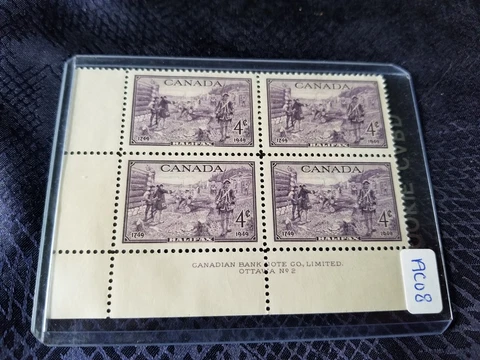 CANADA CANADA
4¢ 4¢
1749 HALIFAX 1949 1749 HALIFAX 1949
CANADA CANADA
4¢ 4¢
1749 HALIFAX 1949 1749 HALIFAX 1949
CANADIAN BANK NOTE CO., LIMITED.
OTTAWA Nº 2
AC08